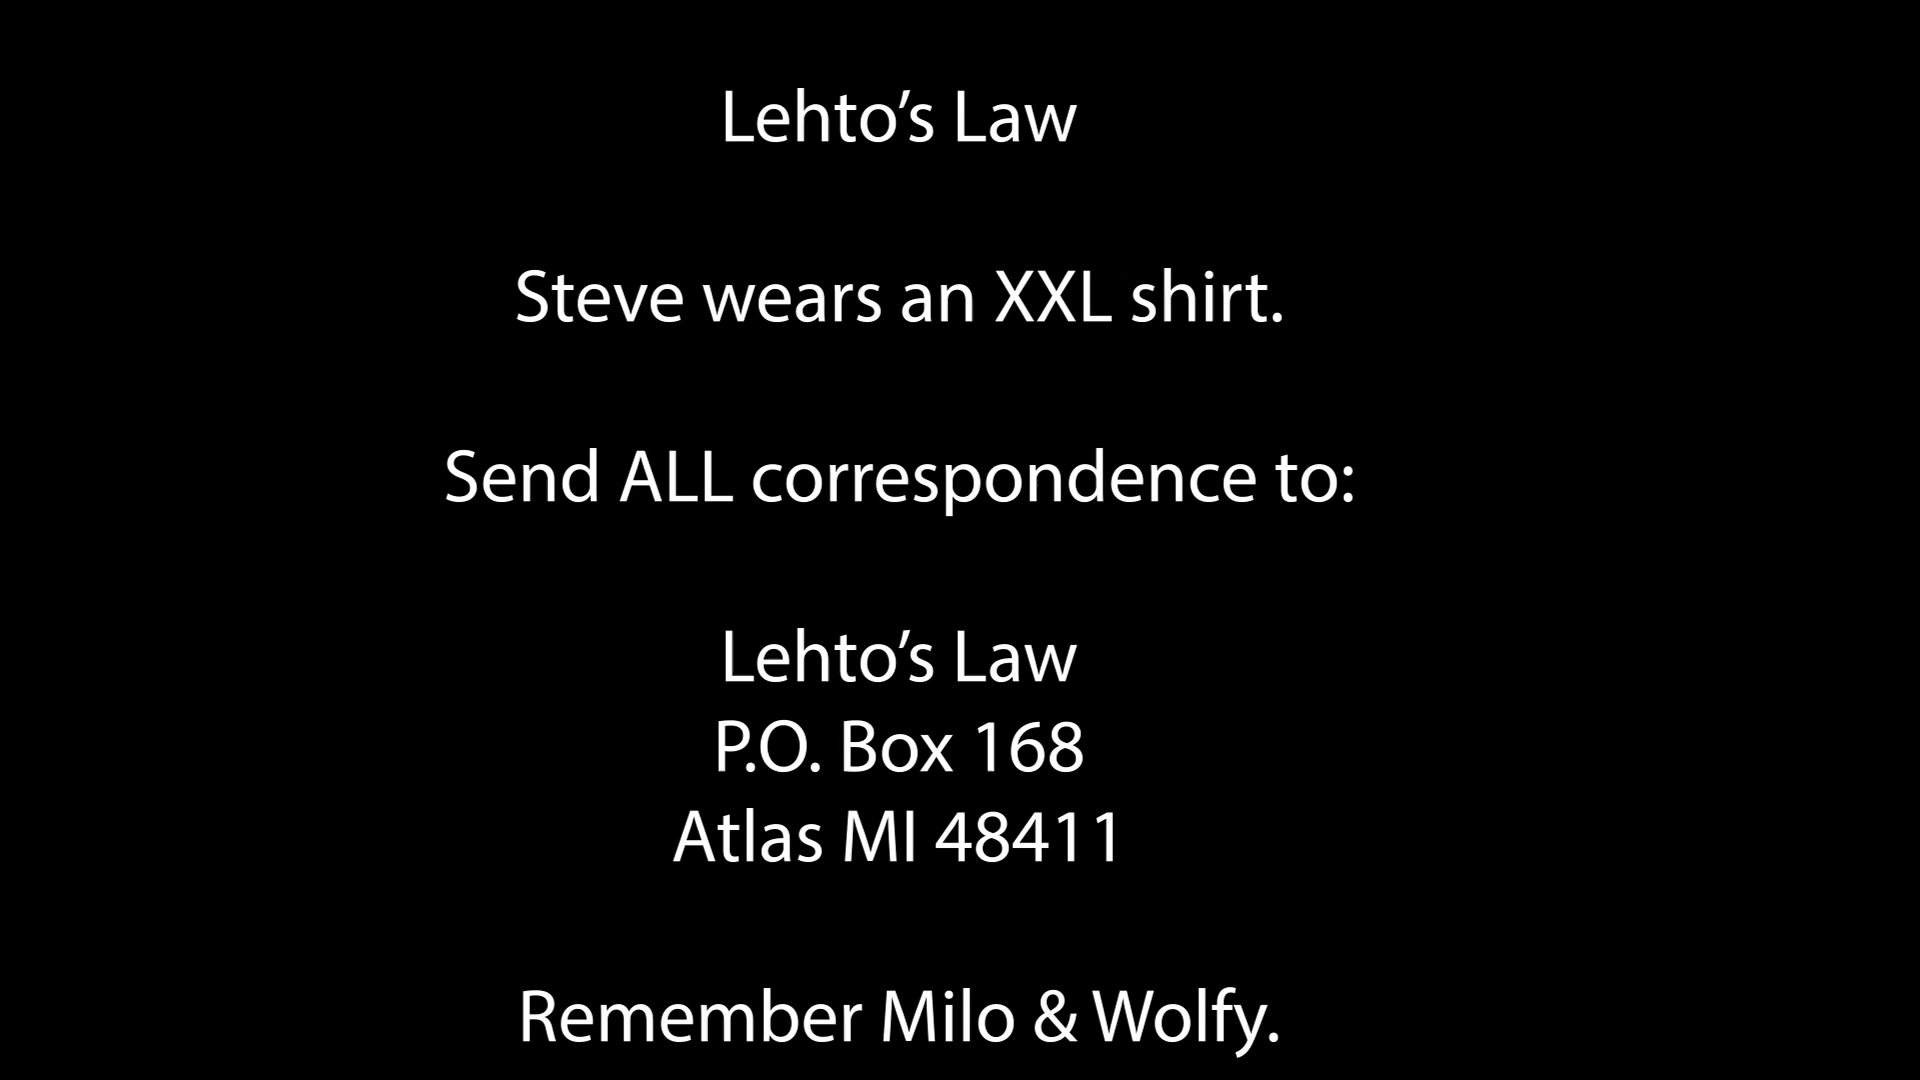 Lehto’s Law
Steve wears an XXL shirt.
Send ALL correspondence to:
Lehto’s Law
P.O. Box 168
Atlas MI 48411
Remember Milo & Wolfy.